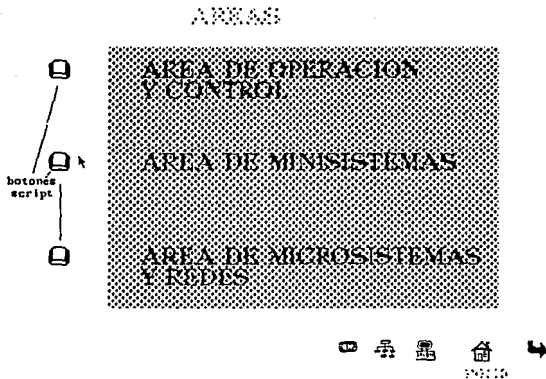 AREAS
AREA DE OPERACION
Y CONTROL
AREA DE MINISISTEMAS
botones
script
AREA DE MICROSISTEMAS
Y REDES